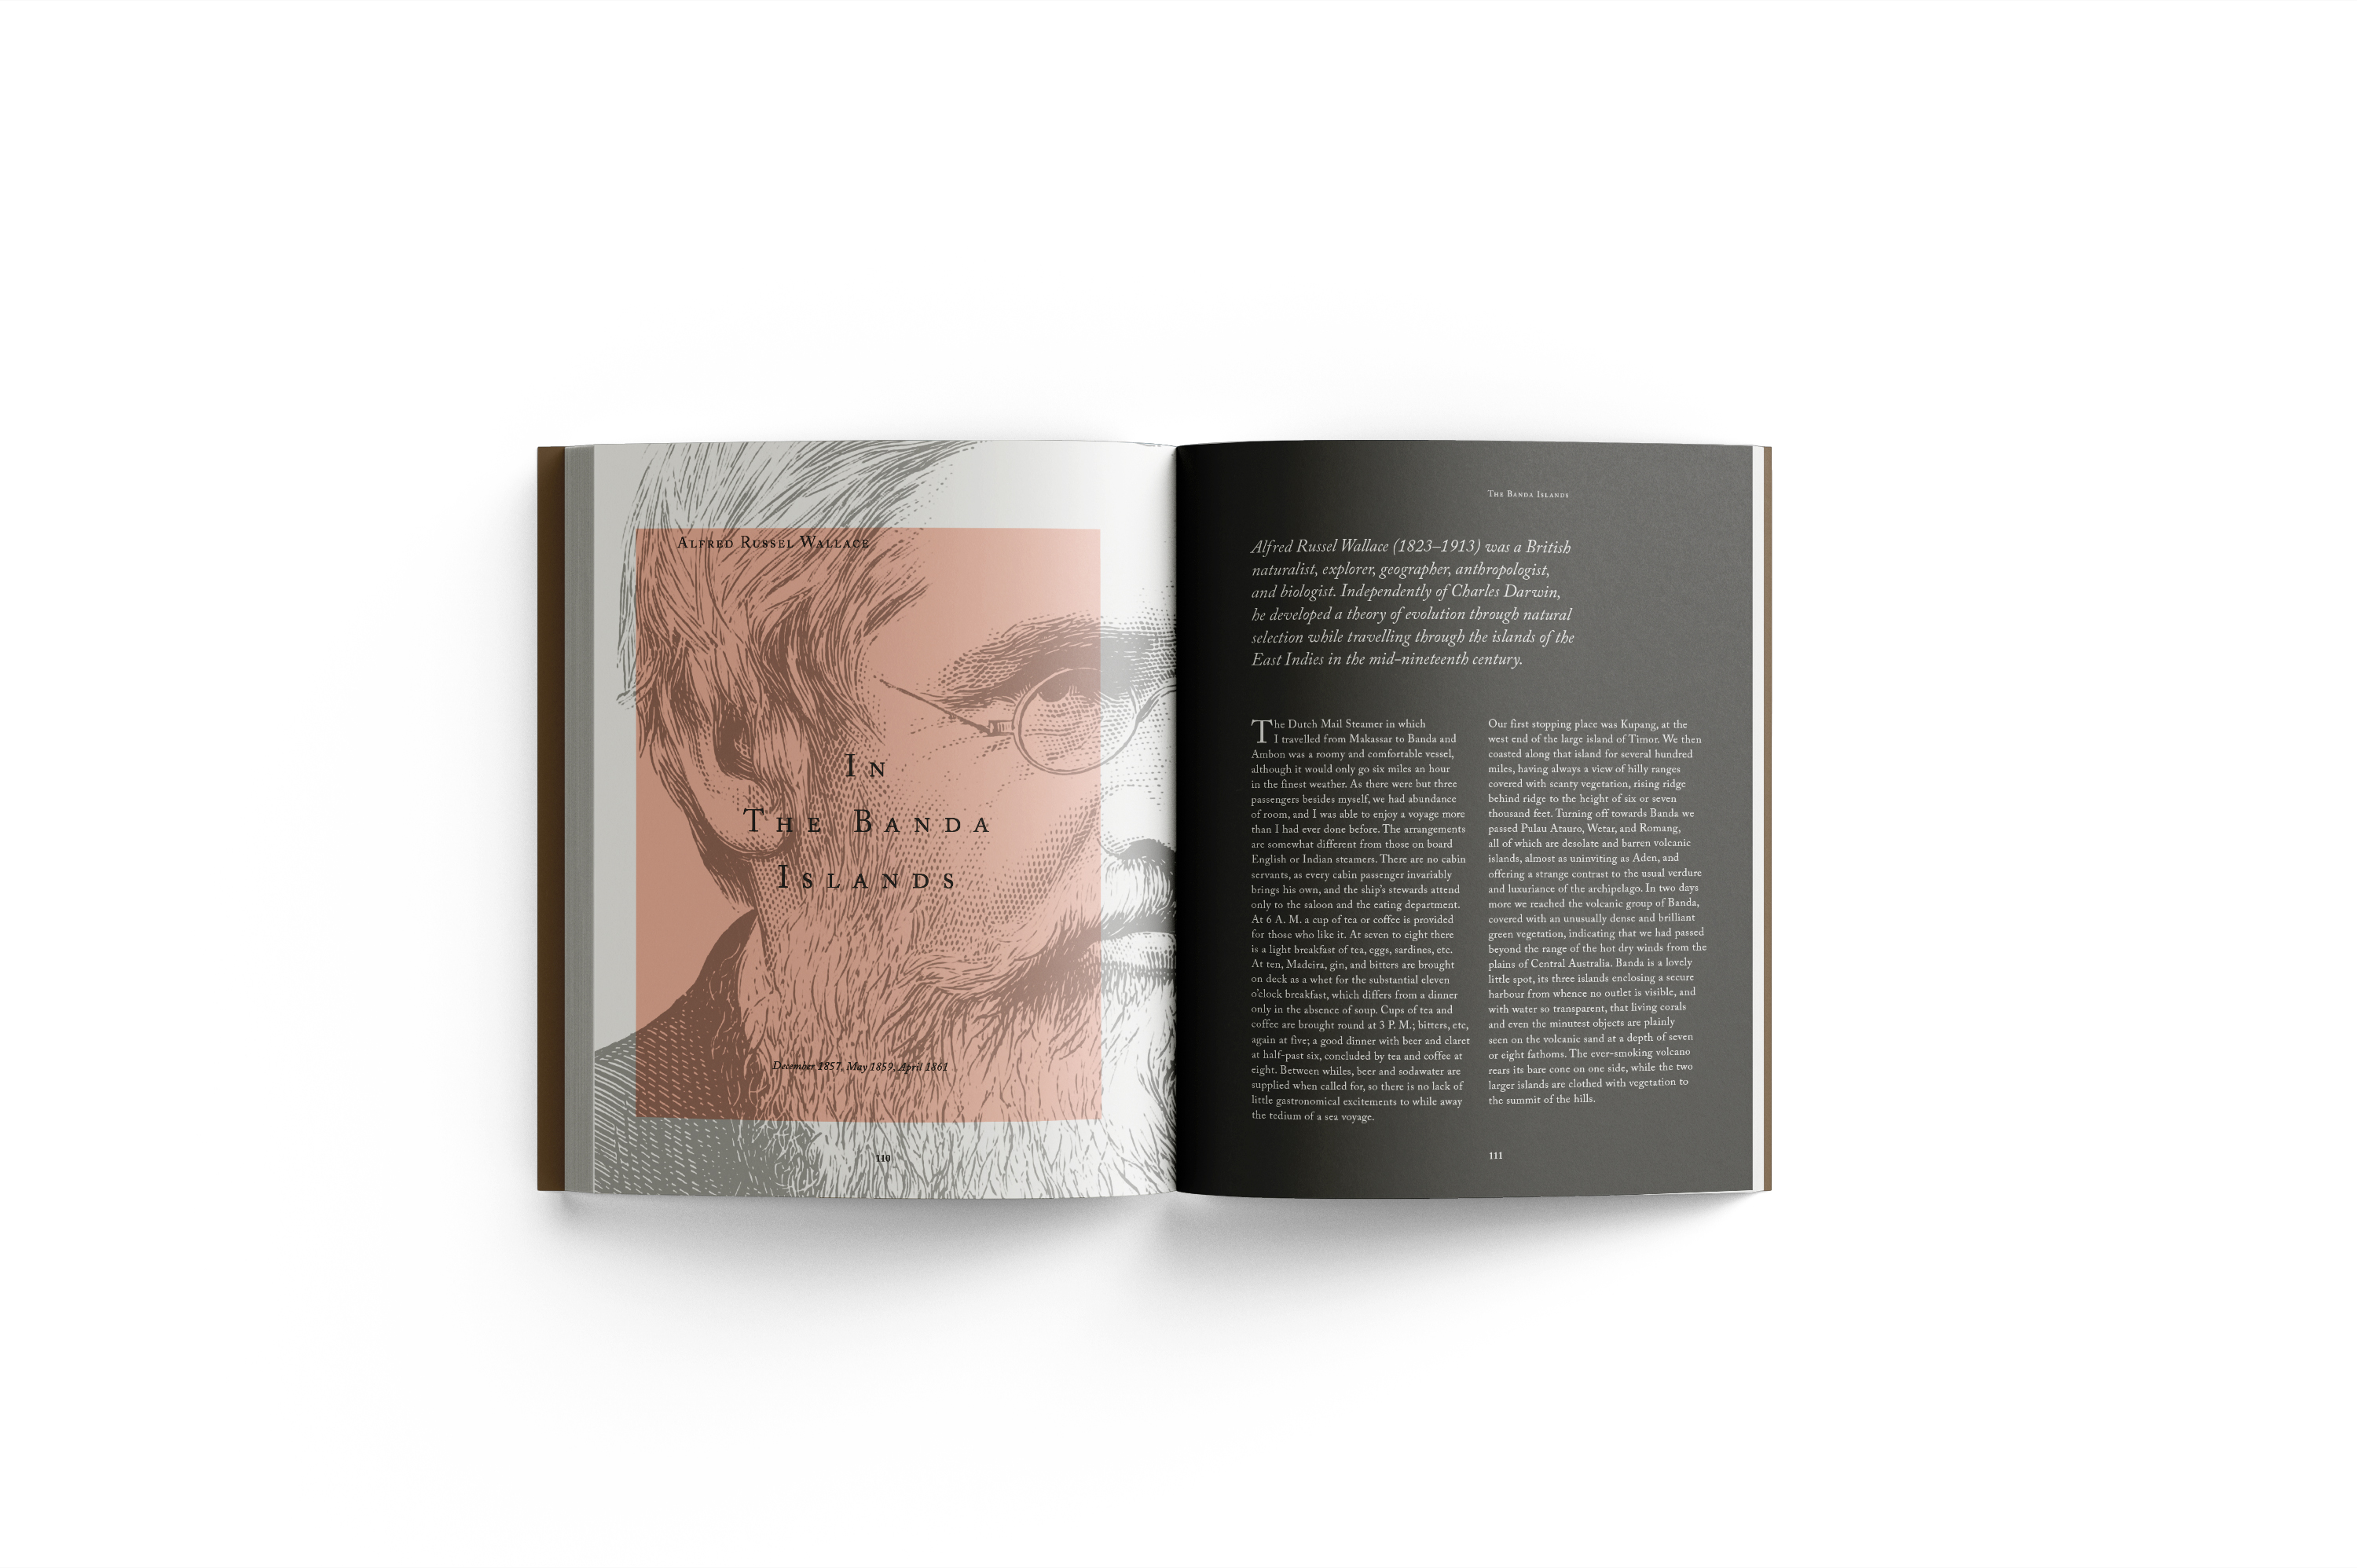 Alfred Russel Wallace
In
The Banda
Islands
December 1857, May 1859, April 1861
110
The Banda Islands
Alfred Russel Wallace (1823–1913) was a British
naturalist, explorer, geographer, anthropologist,
and biologist. Independently of Charles Darwin,
he developed a theory of evolution through natural
selection while travelling through the islands of the
East Indies in the mid-nineteenth century.
The Dutch Mail Steamer in which
I travelled from Makassar to Banda and
Ambon was a roomy and comfortable vessel,
although it would only go six miles an hour
in the finest weather. As there were but three
passengers besides myself, we had abundance
of room, and I was able to enjoy a voyage more
than I had ever done before. The arrangements
are somewhat different from those on board
English or Indian steamers. There are no cabin
servants, as every cabin passenger invariably
brings his own, and the ship's stewards attend
only to the saloon and the eating department.
At 6 A. M. a cup of tea or coffee is provided
for those who like it. At seven to eight there
is a light breakfast of tea, eggs, sardines, etc.
At ten, Madeira, gin, and bitters are brought
on deck as a whet for the substantial eleven
o'clock breakfast, which differs from a dinner
only in the absence of soup. Cups of tea and
coffee are brought round at 3 P. M.; bitters, etc,
again at five; a good dinner with beer and claret
at half-past six, concluded by tea and coffee at
eight. Between whiles, beer and sodawater are
supplied when called for, so there is no lack of
little gastronomical excitements to while away
the tedium of a sea voyage.
Our first stopping place was Kupang, at the
west end of the large island of Timor. We then
coasted along that island for several hundred
miles, having always a view of hilly ranges
covered with scanty vegetation, rising ridge
behind ridge to the height of six or seven
thousand feet. Turning off towards Banda we
passed Pulau Atauro, Wetar, and Romang,
all of which are desolate and barren volcanic
islands, almost as uninviting as Aden, and
offering a strange contrast to the usual verdure
and luxuriance of the archipelago. In two days
more we reached the volcanic group of Banda,
covered with an unusually dense and brilliant
green vegetation, indicating that we had passed
beyond the range of the hot dry winds from the
plains of Central Australia. Banda is a lovely
little spot, its three islands enclosing a secure
harbour from whence no outlet is visible, and
with water so transparent, that living corals
and even the minutest objects are plainly
seen on the volcanic sand at a depth of seven
or eight fathoms. The ever-smoking volcano
rears its bare cone on one side, while the two
larger islands are clothed with vegetation to
the summit of the hills.
111